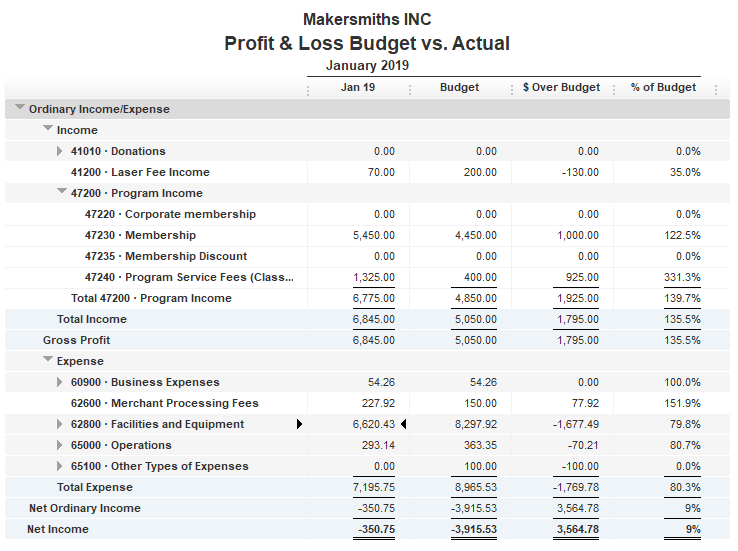 Makersmiths INC
Profit & Loss Budget vs. Actual
January 2019
Jan 19 Budget $ Over Budget % of Budget
Ordinary Income/Expense
Income
41010 · Donations 0.00 0.00 0.00 0.0%
41200 · Laser Fee Income 70.00 200.00 -130.00 35.0%
47200 · Program Income
47220 · Corporate membership 0.00 0.00 0.00 0.0%
47230 · Membership 5,450.00 4,450.00 1,000.00 122.5%
47235 · Membership Discount 0.00 0.00 0.00 0.0%
47240 · Program Service Fees (Class... 1,325.00 400.00 925.00 331.3%
Total 47200 · Program Income 6,775.00 4,850.00 1,925.00 139.7%
Total Income 6,845.00 5,050.00 1,795.00 135.5%
Gross Profit 6,845.00 5,050.00 1,795.00 135.5%
Expense
60900 · Business Expenses 54.26 54.26 0.00 100.0%
62600 · Merchant Processing Fees 227.92 150.00 77.92 151.9%
62800 · Facilities and Equipment 6,620.43 8,297.92 -1,677.49 79.8%
65000 · Operations 293.14 363.35 -70.21 80.7%
65100 · Other Types of Expenses 0.00 100.00 -100.00 0.0%
Total Expense 7,195.75 8,965.53 -1,769.78 80.3%
Net Ordinary Income -350.75 -3,915.53 3,564.78 9%
Net Income -350.75 -3,915.53 3,564.78 9%